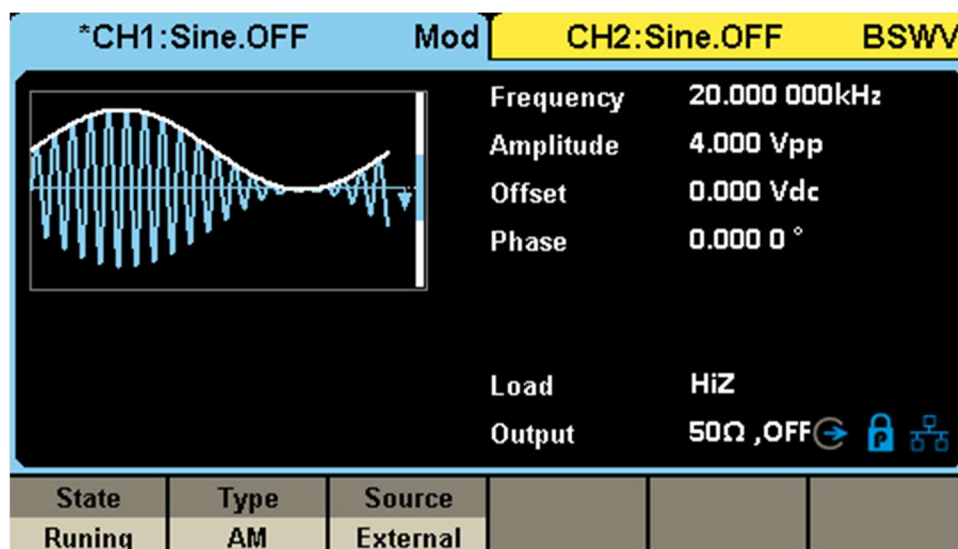 *CH1:Sine.OFF Mod CH2:Sine.OFF BSWV
Frequency 20.000 000kHz
Amplitude 4.000 Vpp
Offset 0.000 Vdc
Phase 0.000 0 °
Load HiZ
Output 50Ω ,OFF
State Type Source
Runing AM External